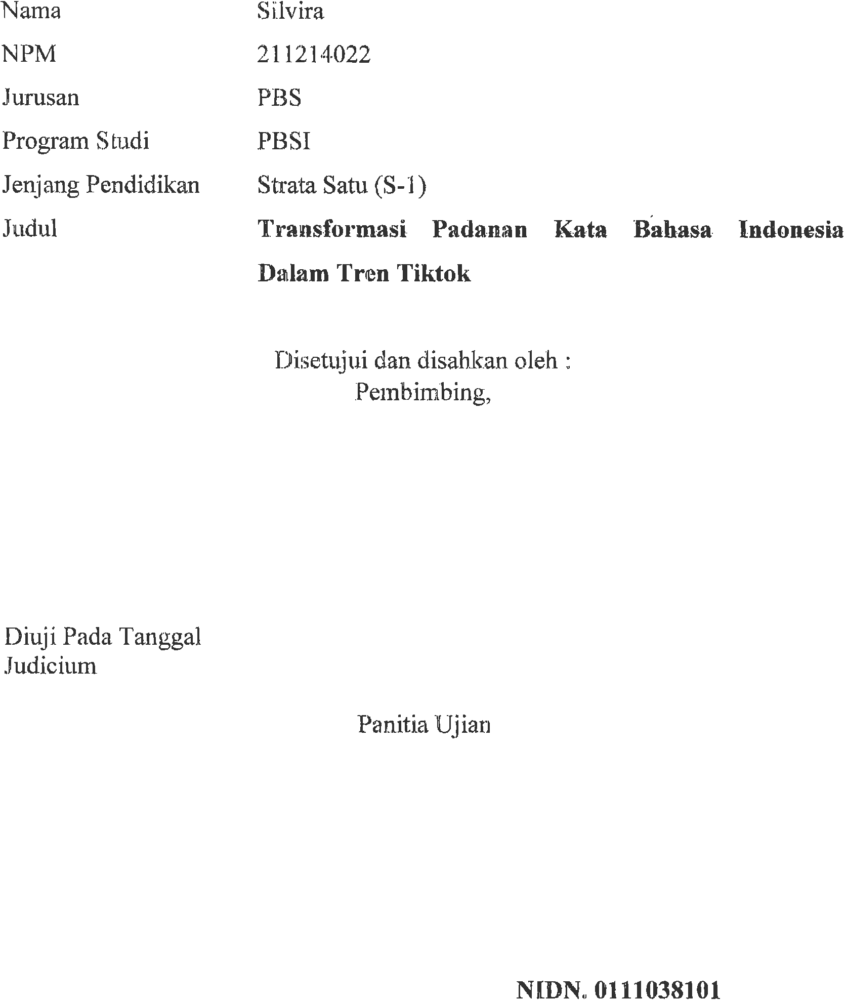 Nama Silvira
NPM 211214022
Jurusan PBS
Program Studi PBSI
Jenjang Pendidikan Strata Satu (S-1)
Judul Transformasi Padanan Kata Bahasa Indonesia
Dalam Tren Tiktok
Disetujui dan disahkan oleh :
Pembimbing,
Diuji Pada Tanggal
Judicium
Panitia Ujian
NIDN. 0111038101